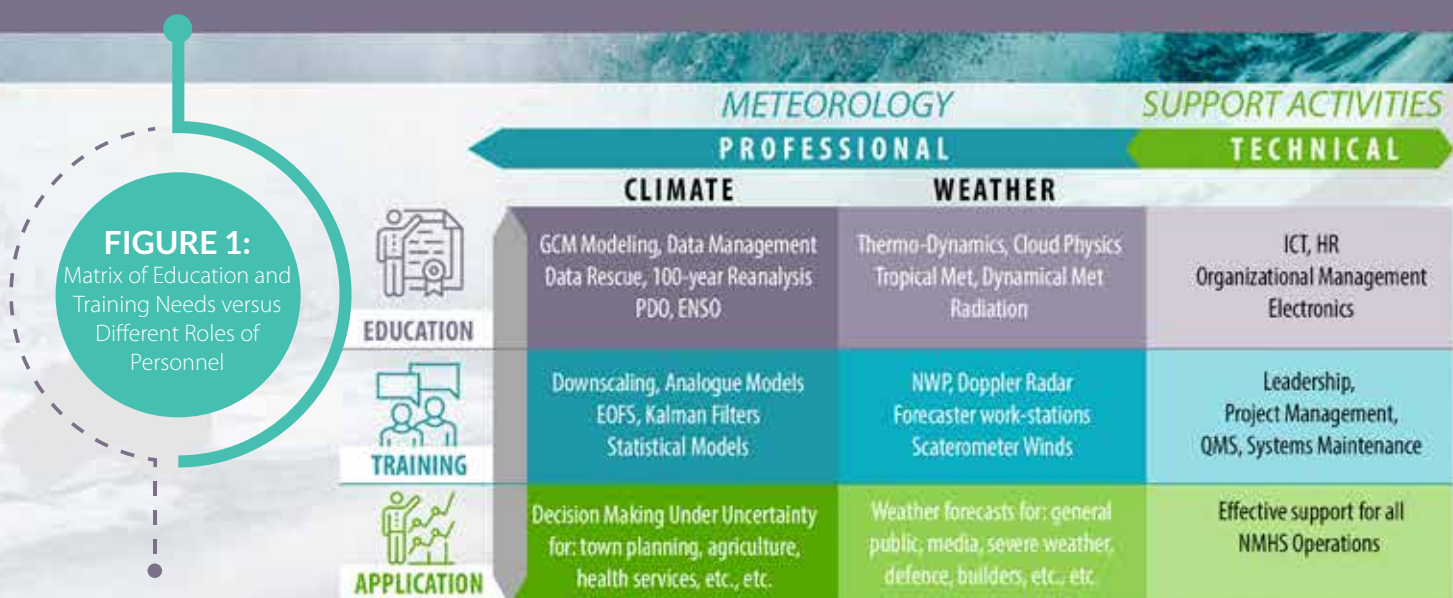 FIGURE 1:
Matrix of Education and
Training Needs versus
Different Roles of
Personnel
METEOROLOGY
SUPPORT ACTIVITIES
PROFESSIONAL
TECHNICAL
CLIMATE
WEATHER
EDUCATION
GCM Modeling, Data Management
Data Rescue, 100-year Reanalysis
PDO, ENSO
Thermo-Dynamics, Cloud Physics
Tropical Met, Dynamical Met
Radiation
ICT, HR
Organizational Management
Electronics
TRAINING
Downscaling, Analogue Models
EOFS, Kalman Filters
Statistical Models
NWP, Doppler Radar
Forecaster work-stations
Scaterometer Winds
Leadership,
Project Management,
QMS, Systems Maintenance
APPLICATION
Decision Making Under Uncertainty
for: town planning, agriculture,
health services, etc., etc.
Weather forecasts for: general
public, media, severe weather,
defence, builders, etc., etc
Effective support for all
NMHS Operations